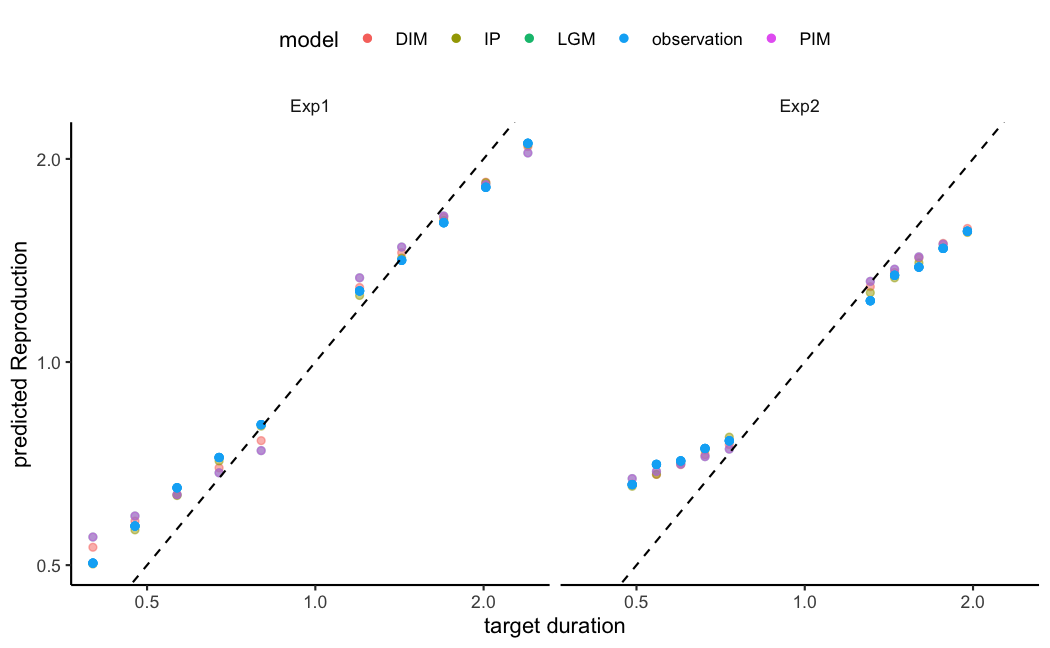 model DIM IP LGM observation PIM
Exp1 Exp2
predicted Reproduction
2.0
1.0
0.5
0.5 1.0 2.0 0.5 1.0 2.0
target duration